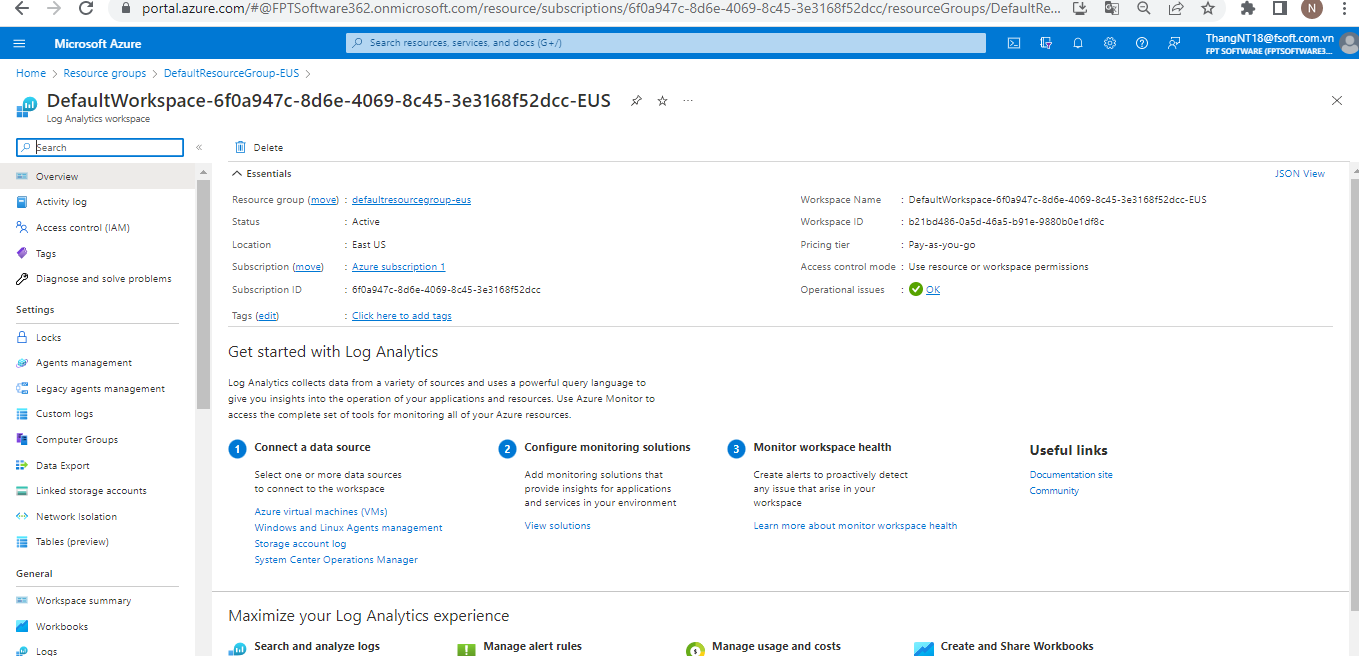 portal.azure.com/#@FPTSoftware362.onmicrosoft.com/resource/subscriptions/6f0a947c-8d6e-4069-8c45-3e3168f52dcc/resourceGroups/DefaultRe...
N
Microsoft Azure
Search resources, services, and docs (G+/)
ThangNT18@fsoft.com.vn
FPT SOFTWARE (FPTSOFTWARE3...
Home > Resource groups > DefaultResourceGroup-EUS >
DefaultWorkspace-6f0a947c-8d6e-4069-8c45-3e3168f52dcc-EUS
Log Analytics workspace
Search
Overview
Activity log
Access control (IAM)
Tags
Diagnose and solve problems
Settings
Locks
Agents management
Legacy agents management
Custom logs
Computer Groups
Data Export
Linked storage accounts
Network Isolation
Tables (preview)
General
Workspace summary
Workbooks
Logs
Delete
Essentials
JSON View
Resource group (move) : defaultresourcegroup-eus
Status : Active
Location : East US
Subscription (move) : Azure subscription 1
Subscription ID : 6f0a947c-8d6e-4069-8c45-3e3168f52dcc
Tags (edit) : Click here to add tags
Workspace Name : DefaultWorkspace-6f0a947c-8d6e-4069-8c45-3e3168f52dcc-EUS
Workspace ID : b21bd486-0a5d-46a5-b91e-9880b0e1df8c
Pricing tier : Pay-as-you-go
Access control mode : Use resource or workspace permissions
Operational issues : OK
Get started with Log Analytics
Log Analytics collects data from a variety of sources and uses a powerful query language to
give you insights into the operation of your applications and resources. Use Azure Monitor to
access the complete set of tools for monitoring all of your Azure resources.
1 Connect a data source
Select one or more data sources
to connect to the workspace
Azure virtual machines (VMs)
Windows and Linux Agents management
Storage account log
System Center Operations Manager
2 Configure monitoring solutions
Add monitoring solutions that
provide insights for applications
and services in your environment
View solutions
3 Monitor workspace health
Create alerts to proactively detect
any issue that arise in your
workspace
Learn more about monitor workspace health
Useful links
Documentation site
Community
Maximize your Log Analytics experience
Search and analyze logs
Manage alert rules
Manage usage and costs
Create and Share Workbooks